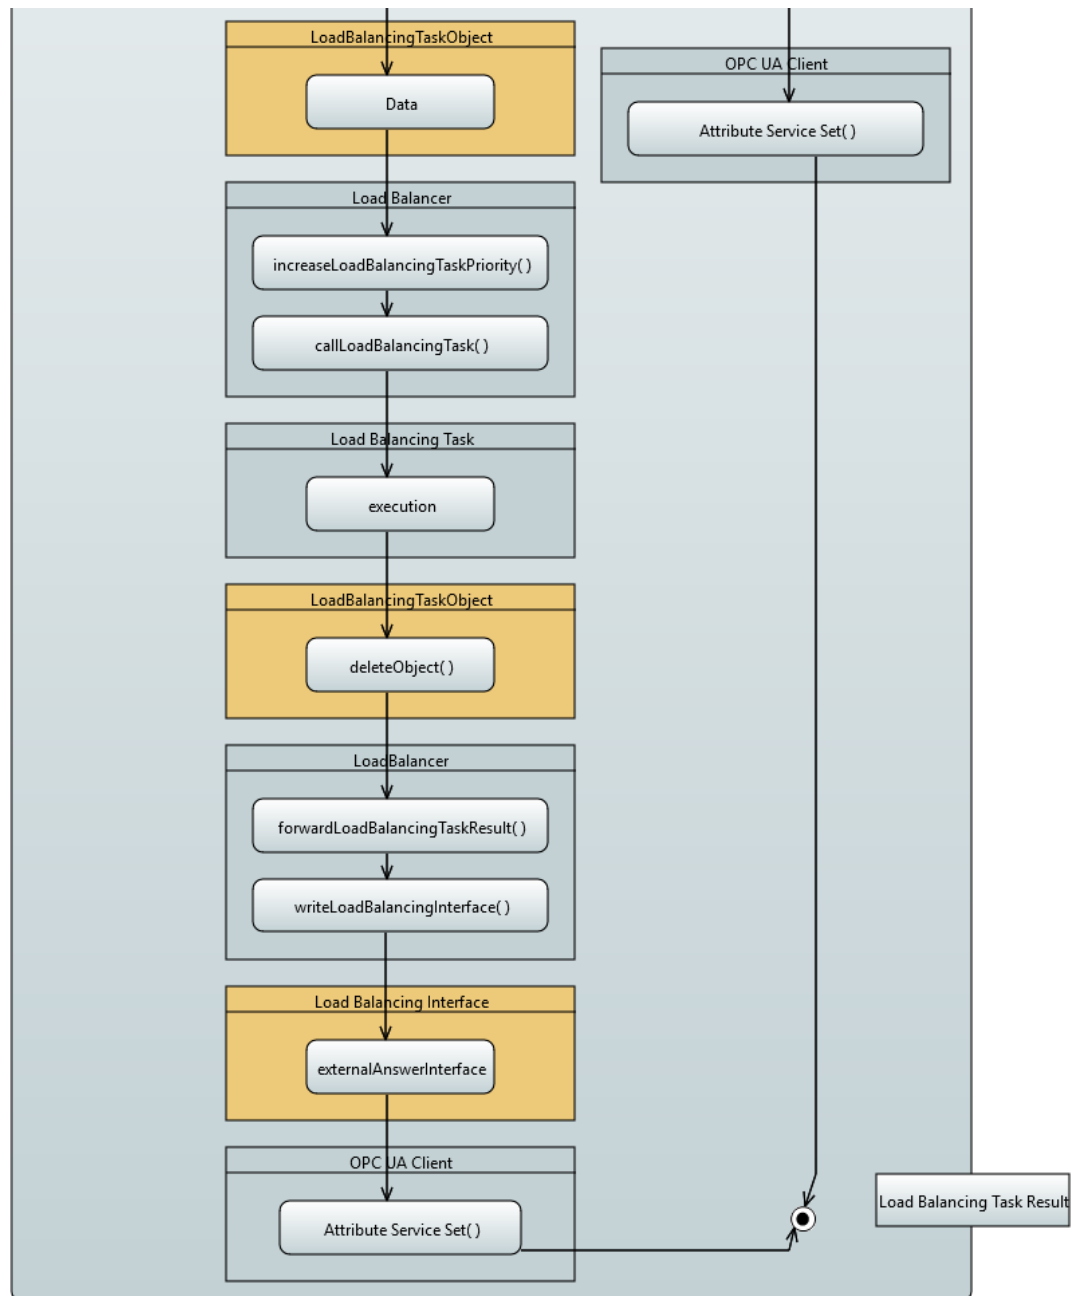 LoadBalancingTaskObject
Data
OPC UA Client
Attribute Service Set( )
Load Balancer
increaseLoadBalancingTaskPriority( )
callLoadBalancingTask( )
Load Balancing Task
execution
LoadBalancingTaskObject
deleteObject( )
LoadBalancer
forwardLoadBalancingTaskResult( )
writeLoadBalancingInterface( )
Load Balancing Interface
externalAnswerInterface
OPC UA Client
Attribute Service Set( )
Load Balancing Task Result